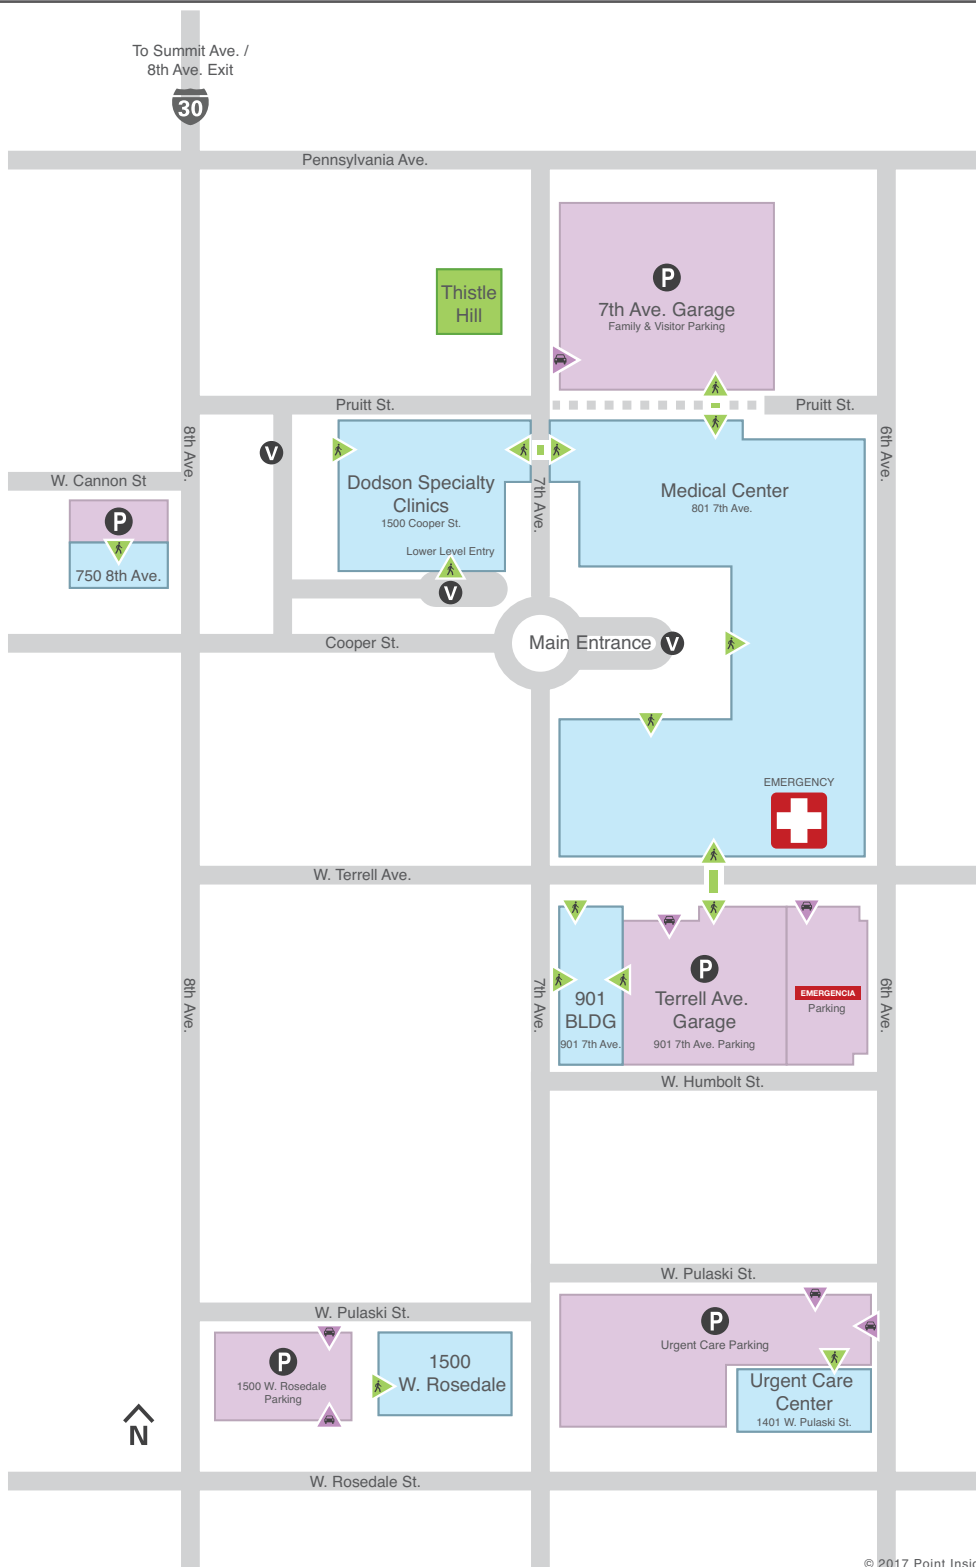 To Summit Ave. /
8th Ave. Exit
30
Pennsylvania Ave.
P
7th Ave. Garage
Family & Visitor Parking
Thistle
Hill
Pruitt St.
Pruitt St.
8th Ave.
V
Dodson Specialty
Clinics
1500 Cooper St.
Lower Level Entry
V
7th Ave.
Medical Center
801 7th Ave.
6th Ave.
W. Cannon St
P
750 8th Ave.
Cooper St.
Main Entrance
V
EMERGENCY
W. Terrell Ave.
8th Ave.
7th Ave.
901
BLDG
901 7th Ave.
P
Terrell Ave.
Garage
901 7th Ave. Parking
EMERGENCIA
Parking
6th Ave.
W. Humbolt St.
W. Pulaski St.
W. Pulaski St.
P
1500 W. Rosedale
Parking
1500
W. Rosedale
P
Urgent Care Parking
Urgent Care
Center
1401 W. Pulaski St.
N
W. Rosedale St.
© 2017 Point Insid